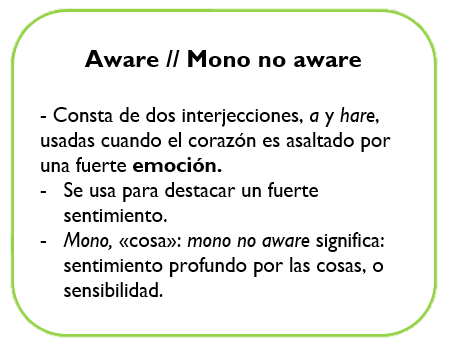 Aware // Mono no aware
- Consta de dos interjecciones, a y hare,
usadas cuando el corazón es asaltado por
una fuerte emoción.
- Se usa para destacar un fuerte
sentimiento.
- Mono, «cosa»: mono no aware significa:
sentimiento profundo por las cosas, o
sensibilidad.